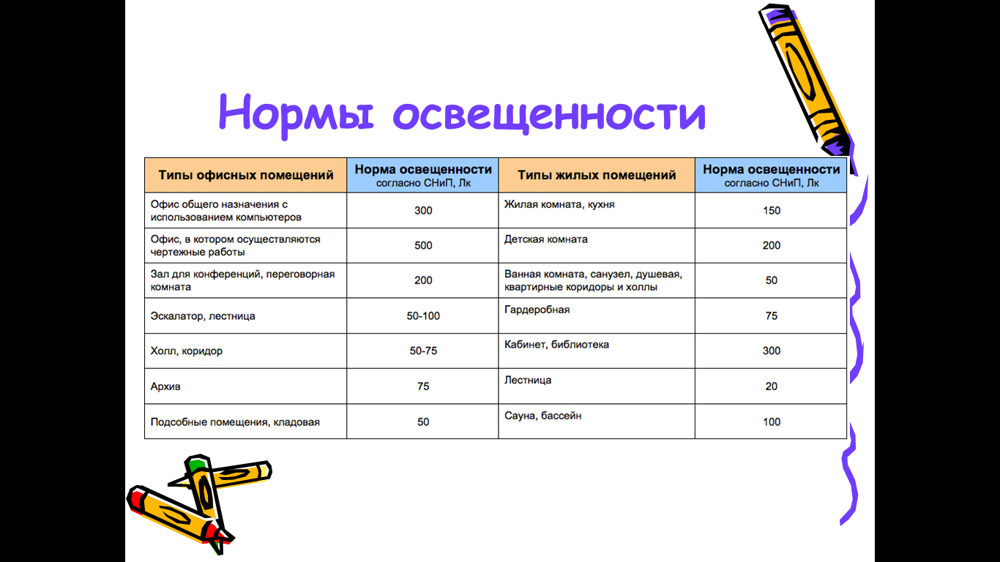 Нормы освещенности
Типы офисных помещений
Норма освещенности
согласно СНиП, Лк
Типы жилых помещений
Норма освещенности
согласно СНиП, Лк
Офис общего назначения с
использованием компьютеров
300
Жилая комната, кухня
150
Офис, в котором осуществляются
чертежные работы
500
Детская комната
200
Зал для конференций, переговорная
комната
200
Ванная комната, санузел, душевая,
квартирные коридоры и холлы
50
Эскалатор, лестница
50-100
Гардеробная
75
Холл, коридор
50-75
Кабинет, библиотека
300
Архив
75
Лестница
20
Подсобные помещения, кладовая
50
Сауна, бассейн
100